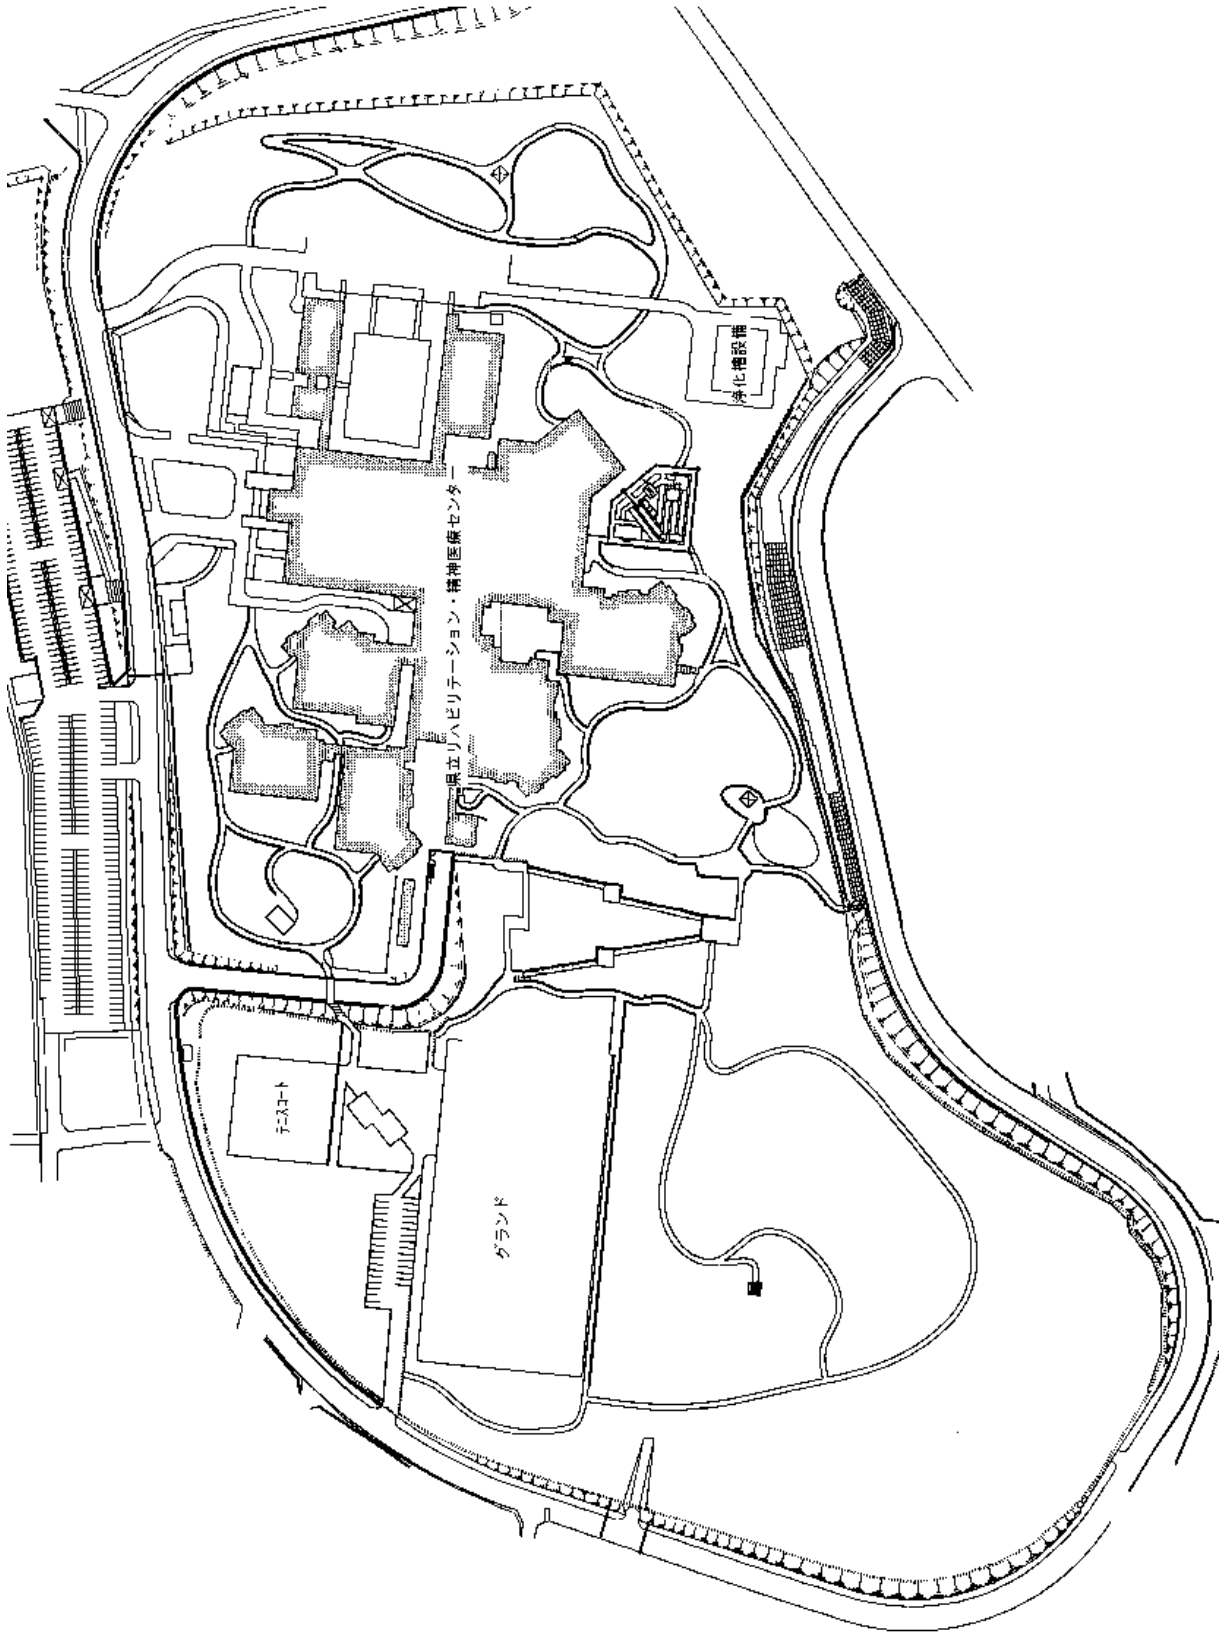 浄化槽設備
県立リハビリテーション・精神医療センター
テニスコート
グランド